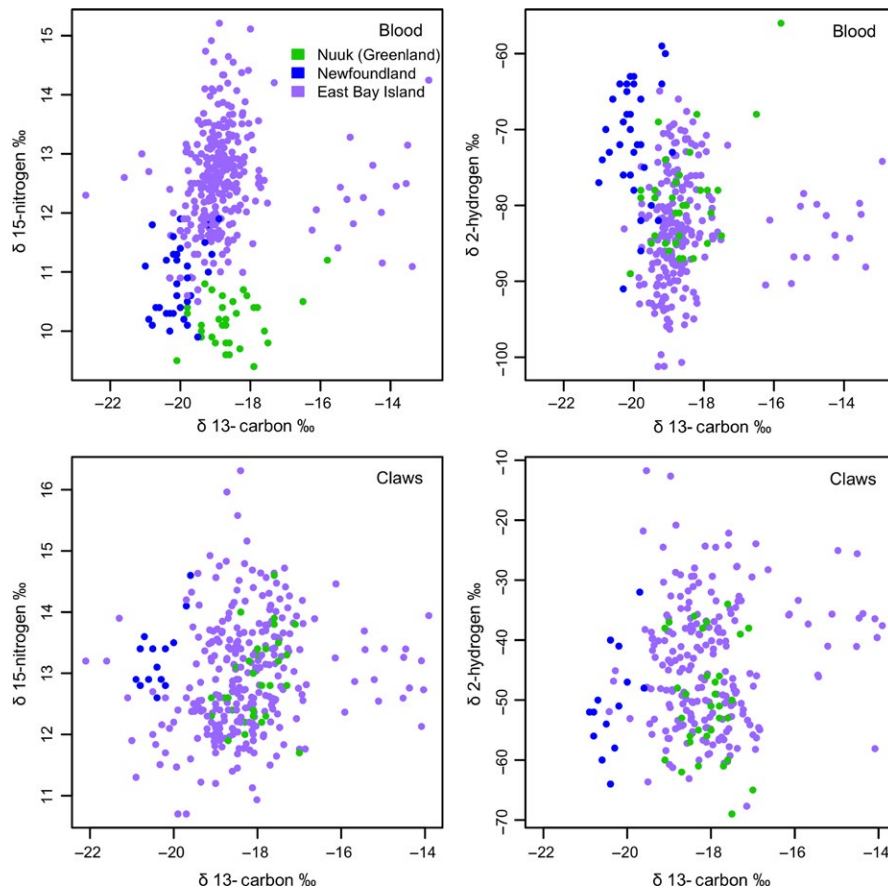 Blood
Nuuk (Greenland)
Newfoundland
East Bay Island
δ 15-nitrogen ‰
15
14
13
12
11
10
−22 −20 −18 −16 −14
δ 13- carbon ‰
Blood
δ 2-hydrogen ‰
−60
−70
−80
−90
−100
−22 −20 −18 −16 −14
δ 13- carbon ‰
Claws
δ 15-nitrogen ‰
16
15
14
13
12
11
−22 −20 −18 −16 −14
δ 13- carbon ‰
Claws
δ 2-hydrogen ‰
−10
−20
−30
−40
−50
−60
−70
−22 −20 −18 −16 −14
δ 13- carbon ‰